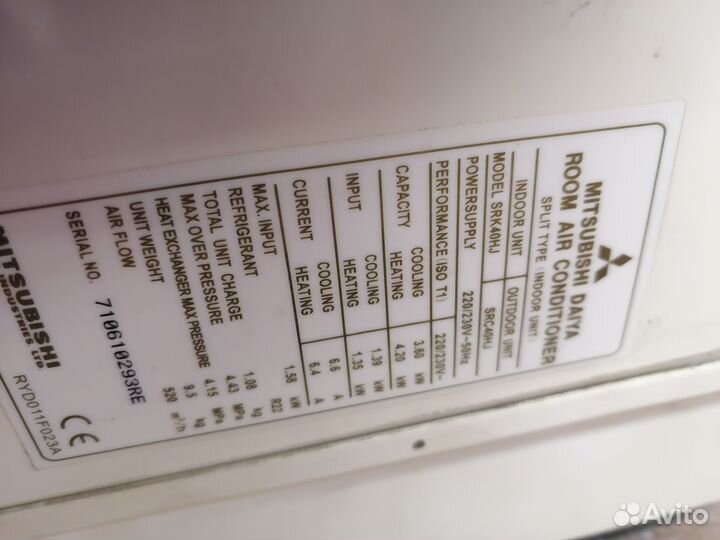 MITSUBISHI DAIYA
ROOM AIR CONDITIONER
SPLIT TYPE (INDOOR UNIT)
INDOOR UNIT OUTDOOR UNIT
MODEL SRK40HJ SRC40HJ
POWERSUPPLY 220/230V~50Hz
PERFORMANCE (ISO T1) 220/230V~
CAPACITY COOLING 3.60 kW
HEATING 4.20 kW
INPUT COOLING 1.39 kW
HEATING 1.35 kW
CURRENT COOLING 6.6 A
HEATING 6.4 A
MAX. INPUT 1.58 kW
REFRIGERANT R22
TOTAL UNIT CHARGE 1.06 kg
MAX OVER PRESSURE 4.43 MPa
HEAT EXCHANGER MAX PRESSURE 4.15 MPa
UNIT WEIGHT 9.5 kg
AIR FLOW 520 m³/h
SERIAL NO. 710610293RE
MITSUBISHI
INDUSTRIES LTD.
CE
RYD011F023A
Avito